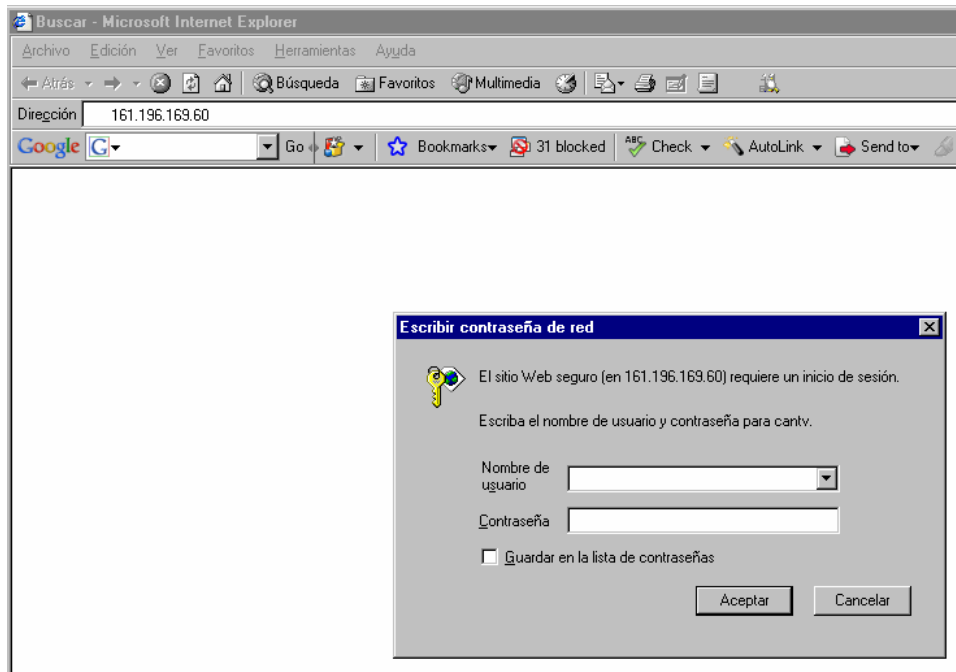 Buscar - Microsoft Internet Explorer
Archivo Edición Ver Favoritos Herramientas Ayuda
Atrás Búsqueda Favoritos Multimedia
Dirección 161.196.169.60
Google G Go Bookmarks 31 blocked ABC Check AutoLink Send to
Escribir contraseña de red
El sitio Web seguro (en 161.196.169.60) requiere un inicio de sesión.
Escriba el nombre de usuario y contraseña para cantv.
Nombre de
usuario
Contraseña
Guardar en la lista de contraseñas
Aceptar Cancelar